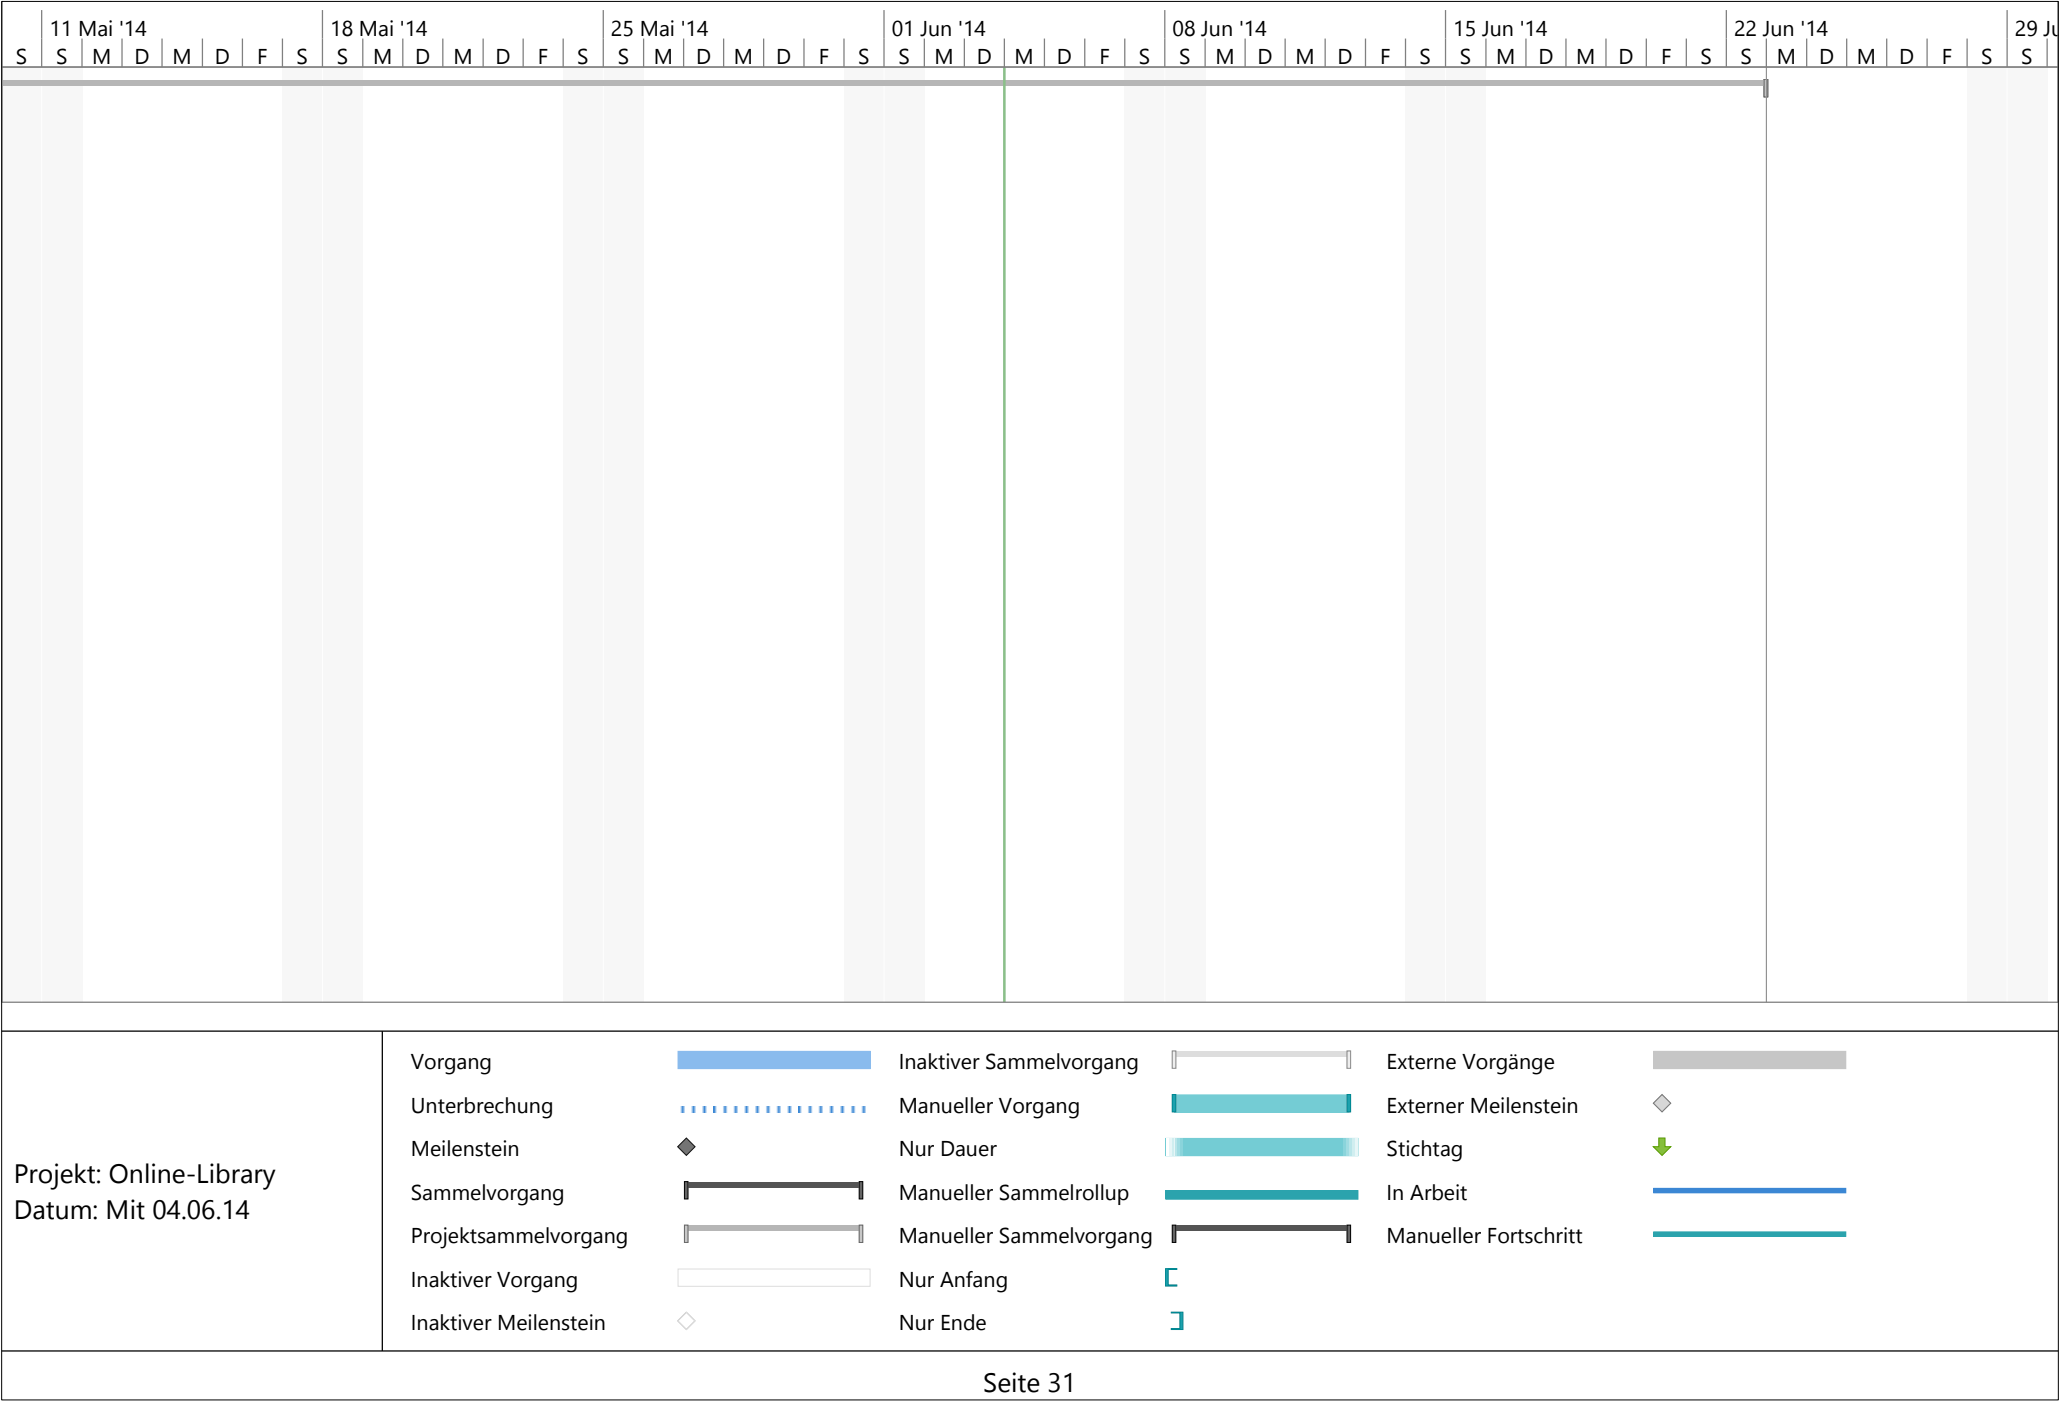 11 Mai '14 18 Mai '14 25 Mai '14 01 Jun '14 08 Jun '14 15 Jun '14 22 Jun '14 29 Ju
S S M D M D F S S M D M D F S S M D M D F S S M D M D F S S M D M D F S S M D M D F S S M D M D F S S
Vorgang
Unterbrechung
Meilenstein
Sammelvorgang
Projektsammelvorgang
Inaktiver Vorgang
Inaktiver Meilenstein
Inaktiver Sammelvorgang
Manueller Vorgang
Nur Dauer
Manueller Sammelrollup
Manueller Sammelvorgang
Nur Anfang
Nur Ende
Externe Vorgänge
Externer Meilenstein
Stichtag
In Arbeit
Manueller Fortschritt
Projekt: Online-Library
Datum: Mit 04.06.14
Seite 31